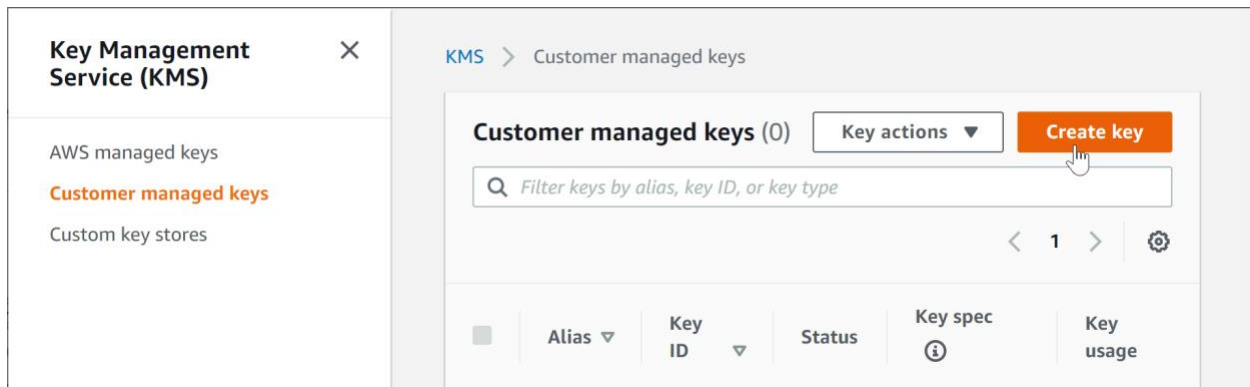 Key Management
Service (KMS)
AWS managed keys
Customer managed keys
Custom key stores
KMS > Customer managed keys
Customer managed keys (0)
Key actions
Create key
Filter keys by alias, key ID, or key type
1
Alias
Key
ID
Status
Key spec
Key
usage